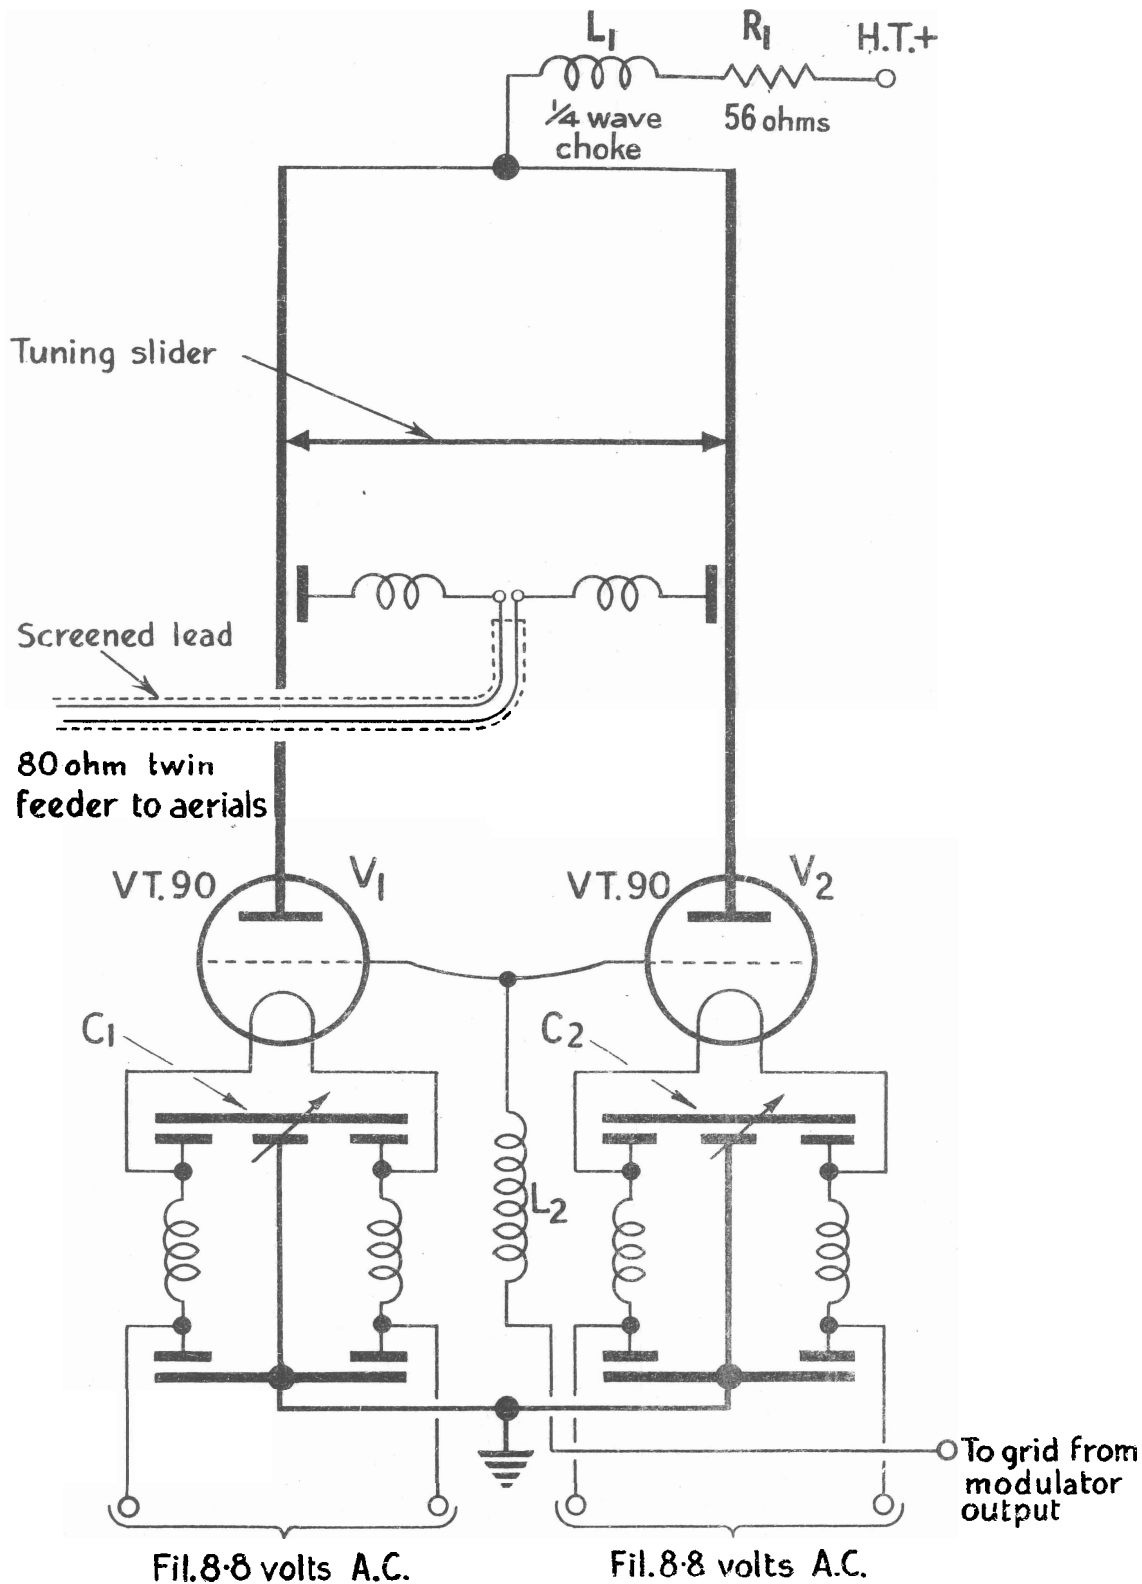 L1 R1 H.T.+
1/4 wave
choke
56 ohms
Tuning slider
Screened lead
80 ohm twin
feeder to aerials
VT.90 V1 VT.90 V2
C1 C2
L2
To grid from
modulator
output
Fil.8·8 volts A.C. Fil.8·8 volts A.C.